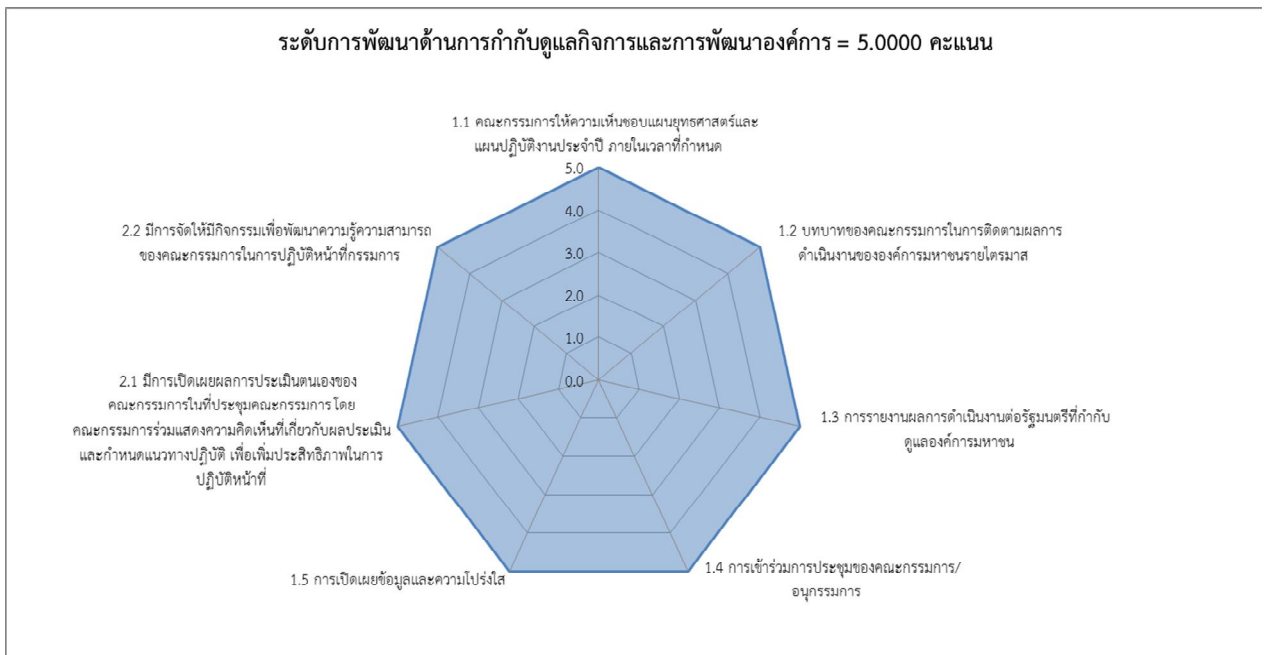 ระดับการพัฒนาด้านการกำกับดูแลกิจการและการพัฒนาองค์การ = 5.0000 คะแนน
1.1 คณะกรรมการให้ความเห็นชอบแผนยุทธศาสตร์และ
แผนปฏิบัติงานประจำปี ภายในเวลาที่กำหนด
5.0
4.0
3.0
2.0
1.0
0.0
1.2 บทบาทของคณะกรรมการในการติดตามผลการ
ดำเนินงานขององค์การมหาชนรายไตรมาส
1.3 การรายงานผลการดำเนินงานต่อรัฐมนตรีที่กำกับ
ดูแลองค์การมหาชน
1.4 การเข้าร่วมการประชุมของคณะกรรมการ/
อนุกรรมการ
1.5 การเปิดเผยข้อมูลและความโปร่งใส
2.1 มีการเปิดเผยผลการประเมินตนเองของ
คณะกรรมการในที่ประชุมคณะกรรมการ โดย
คณะกรรมการร่วมแสดงความคิดเห็นที่เกี่ยวกับผลประเมิน
และกำหนดแนวทางปฏิบัติ เพื่อเพิ่มประสิทธิภาพในการ
ปฏิบัติหน้าที่
2.2 มีการจัดให้มีกิจกรรมเพื่อพัฒนาความรู้ความสามารถ
ของคณะกรรมการในการปฏิบัติหน้าที่กรรมการ